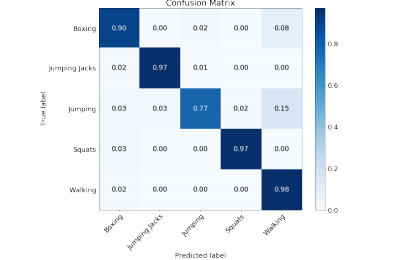 Confusion Matrix
True label
Boxing 0.90 0.00 0.02 0.00 0.08
Jumping Jacks 0.02 0.97 0.01 0.00 0.00
Jumping 0.03 0.03 0.77 0.02 0.15
Squats 0.03 0.00 0.00 0.97 0.00
Walking 0.02 0.00 0.00 0.00 0.98
Boxing Jumping Jacks Jumping Squats Walking
Predicted label
0.8
0.6
0.4
0.2
0.0